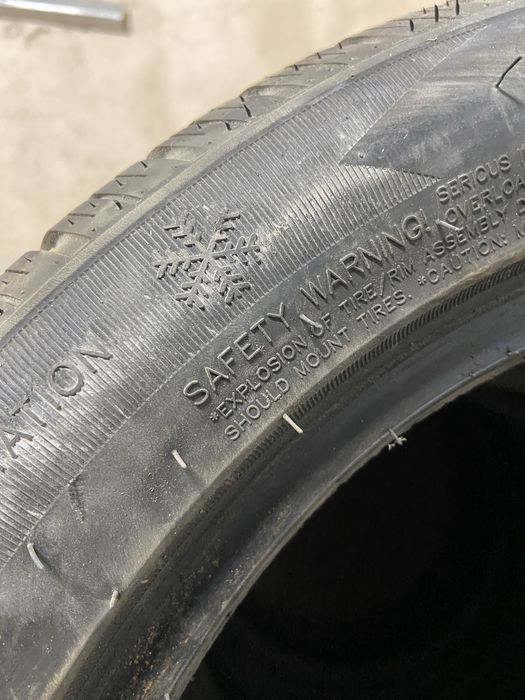 ATION
SAFETY WARNING! SERIOUS
OVERLOA
*EXPLOSION OF TIRE/RIM ASSEMBLY
SHOULD MOUNT TIRES. *CAUTION: